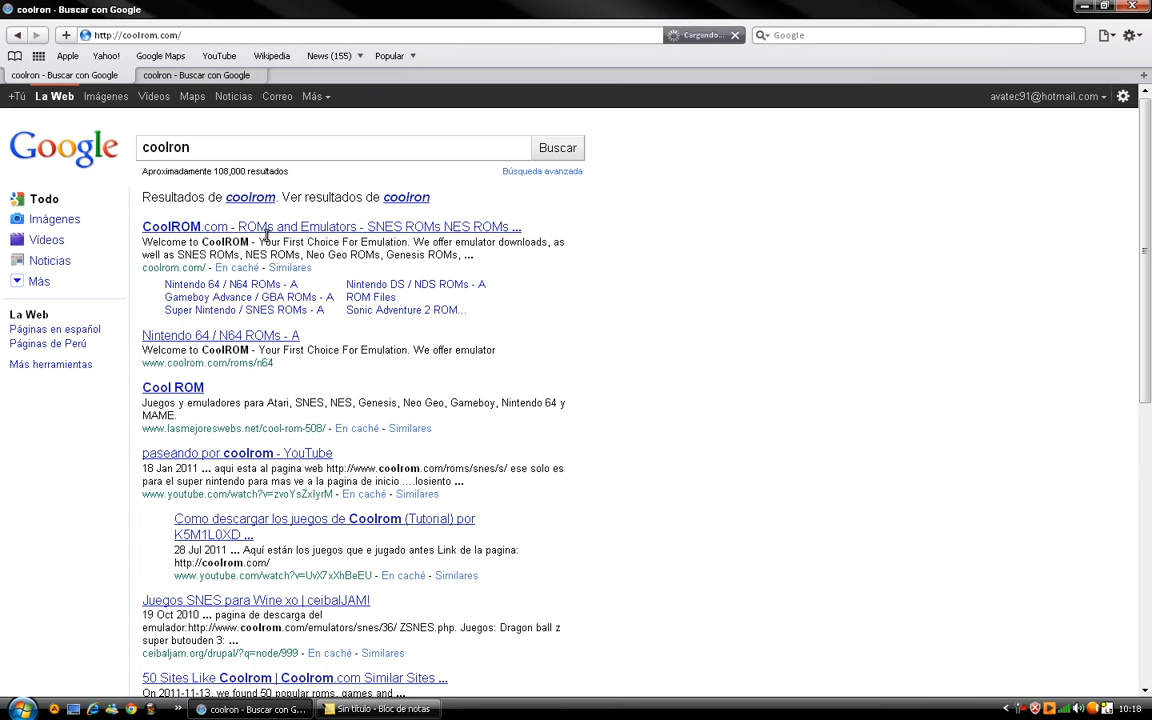 coolron - Buscar con Google
http://coolrom.com/
Cargando...
Google
Apple Yahoo! Google Maps YouTube Wikipedia News (155) Popular
coolron - Buscar con Google coolron - Buscar con Google
+Tú La Web Imágenes Vídeos Maps Noticias Correo Más
avatec91@hotmail.com
Google
coolron
Buscar
Aproximadamente 108,000 resultados
Búsqueda avanzada
Todo
Imágenes
Vídeos
Noticias
Más
La Web
Páginas en español
Páginas de Perú
Más herramientas
Resultados de coolrom. Ver resultados de coolron
CoolROM.com - ROMs and Emulators - SNES ROMs NES ROMs ...
Welcome to CoolROM - Your First Choice For Emulation. We offer emulator downloads, as
well as SNES ROMs, NES ROMs, Neo Geo ROMs, Genesis ROMs, ...
coolrom.com/ - En caché - Similares
Nintendo 64 / N64 ROMs - A Nintendo DS / NDS ROMs - A
Gameboy Advance / GBA ROMs - A ROM Files
Super Nintendo / SNES ROMs - A Sonic Adventure 2 ROM...
Nintendo 64 / N64 ROMs - A
Welcome to CoolROM - Your First Choice For Emulation. We offer emulator
www.coolrom.com/roms/n64
Cool ROM
Juegos y emuladores para Atari, SNES, NES, Genesis, Neo Geo, Gameboy, Nintendo 64 y
MAME.
www.lasmejoreswebs.net/cool-rom-508/ - En caché - Similares
paseando por coolrom - YouTube
18 Jan 2011 ... aqui esta al pagina web http://www.coolrom.com/roms/snes/s/ ese solo es
para el super nintendo para mas ve a la pagina de inicio ....losiento ...
www.youtube.com/watch?v=zvoYsZxlyrM - En caché - Similares
Como descargar los juegos de Coolrom (Tutorial) por
K5M1L0XD ...
28 Jul 2011 ... Aquí están los juegos que e jugado antes Link de la pagina:
http://coolrom.com/
www.youtube.com/watch?v=UvX7xXhBeEU - En caché - Similares
Juegos SNES para Wine xo | ceibalJAM!
19 Oct 2010 ... pagina de descarga del
emulador:http://www.coolrom.com/emulators/snes/36/ ZSNES.php. Juegos: Dragon ball z
super butouden 3: ...
ceibaljam.org/drupal/?q=node/999 - En caché - Similares
50 Sites Like Coolrom | Coolrom.com Similar Sites ...
On 2011-11-13, we found 50 popular roms, games and ...
coolron - Buscar con G... Sin título - Bloc de notas 10:18